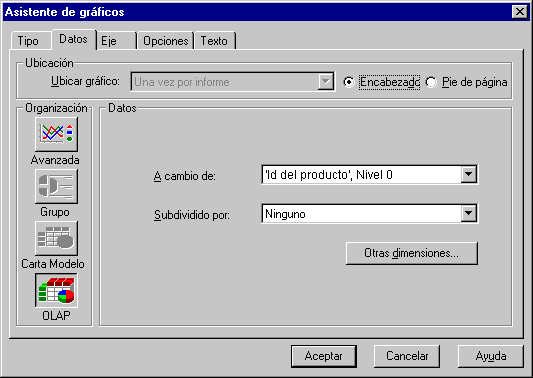 Asistente de gráficos
Tipo Datos Eje Opciones Texto
Ubicación
Ubicar gráfico: Una vez por informe Encabezado Pie de página
Organización
Avanzada
Grupo
Carta Modelo
OLAP
Datos
A cambio de: 'Id del producto', Nivel 0
Subdividido por: Ninguno
Otras dimensiones...
Aceptar Cancelar Ayuda